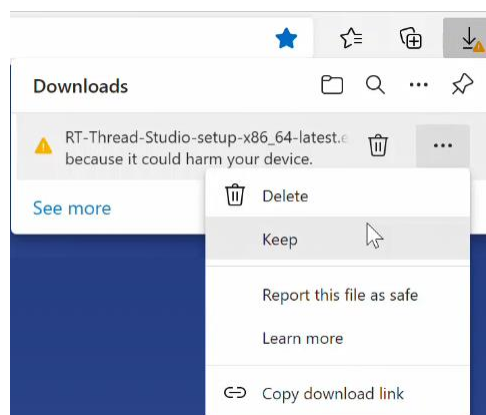 Downloads
RT-Thread-Studio-setup-x86_64-latest.e
because it could harm your device.
See more
Delete
Keep
Report this file as safe
Learn more
Copy download link